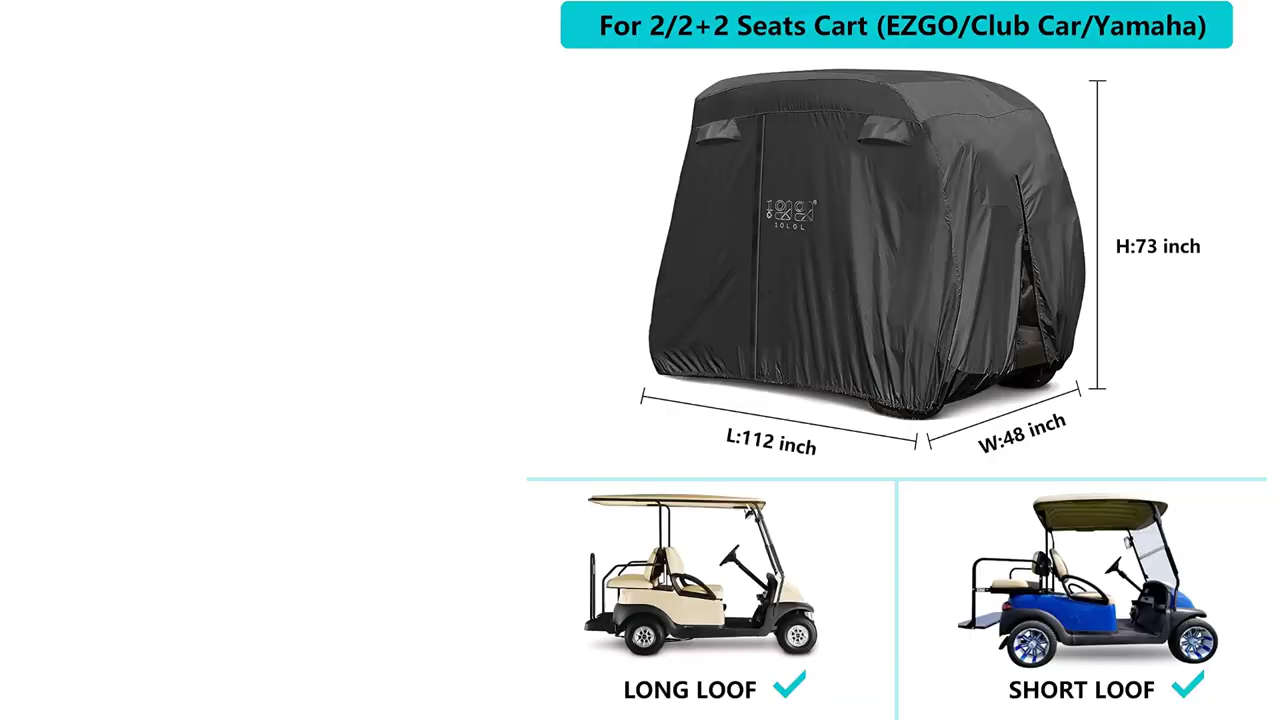 For 2/2+2 Seats Cart (EZGO/Club Car/Yamaha)
10L0L
H:73 inch
L:112 inch
W:48 inch
LONG LOOF
SHORT LOOF